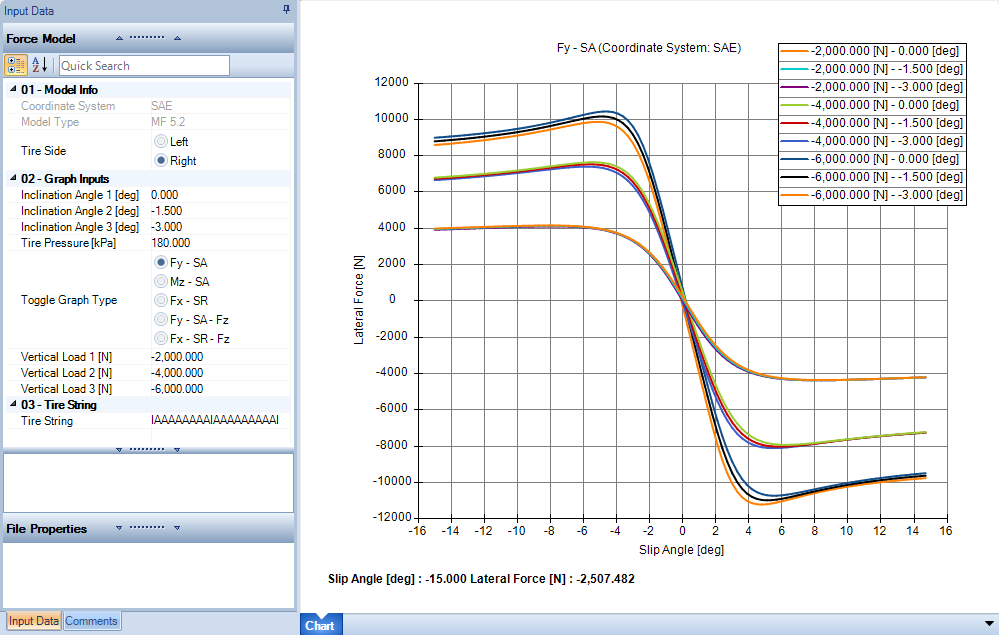 Input Data
Force Model
Quick Search
01 - Model Info
Coordinate System SAE
Model Type MF 5.2
Tire Side
Left
Right
02 - Graph Inputs
Inclination Angle 1 [deg] 0.000
Inclination Angle 2 [deg] -1.500
Inclination Angle 3 [deg] -3.000
Tire Pressure [kPa] 180.000
Toggle Graph Type
Fy - SA
Mz - SA
Fx - SR
Fy - SA - Fz
Fx - SR - Fz
Vertical Load 1 [N] -2,000.000
Vertical Load 2 [N] -4,000.000
Vertical Load 3 [N] -6,000.000
03 - Tire String
Tire String IAAAAAAAAIAAAAAAAAAI
File Properties
Input Data Comments
Fy - SA (Coordinate System: SAE)
-2,000.000 [N] - 0.000 [deg]
-2,000.000 [N] - -1.500 [deg]
-2,000.000 [N] - -3.000 [deg]
-4,000.000 [N] - 0.000 [deg]
-4,000.000 [N] - -1.500 [deg]
-4,000.000 [N] - -3.000 [deg]
-6,000.000 [N] - 0.000 [deg]
-6,000.000 [N] - -1.500 [deg]
-6,000.000 [N] - -3.000 [deg]
Lateral Force [N]
12000
10000
8000
6000
4000
2000
0
-2000
-4000
-6000
-8000
-10000
-12000
-16 -14 -12 -10 -8 -6 -4 -2 0 2 4 6 8 10 12 14 16
Slip Angle [deg]
Slip Angle [deg] : -15.000 Lateral Force [N] : -2,507.482
Chart